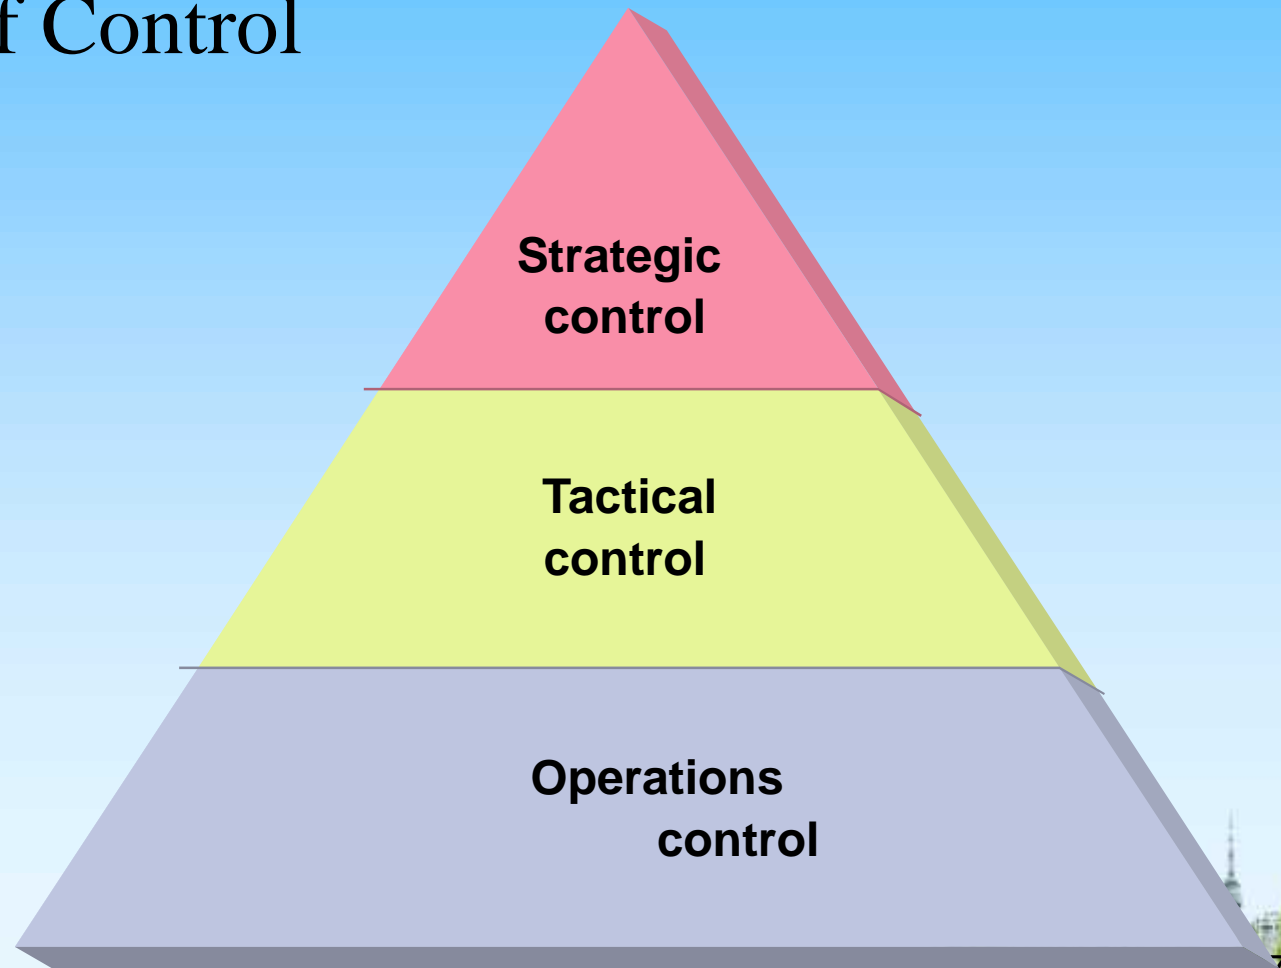 f Control
Strategic
control
Tactical
control
Operations
control